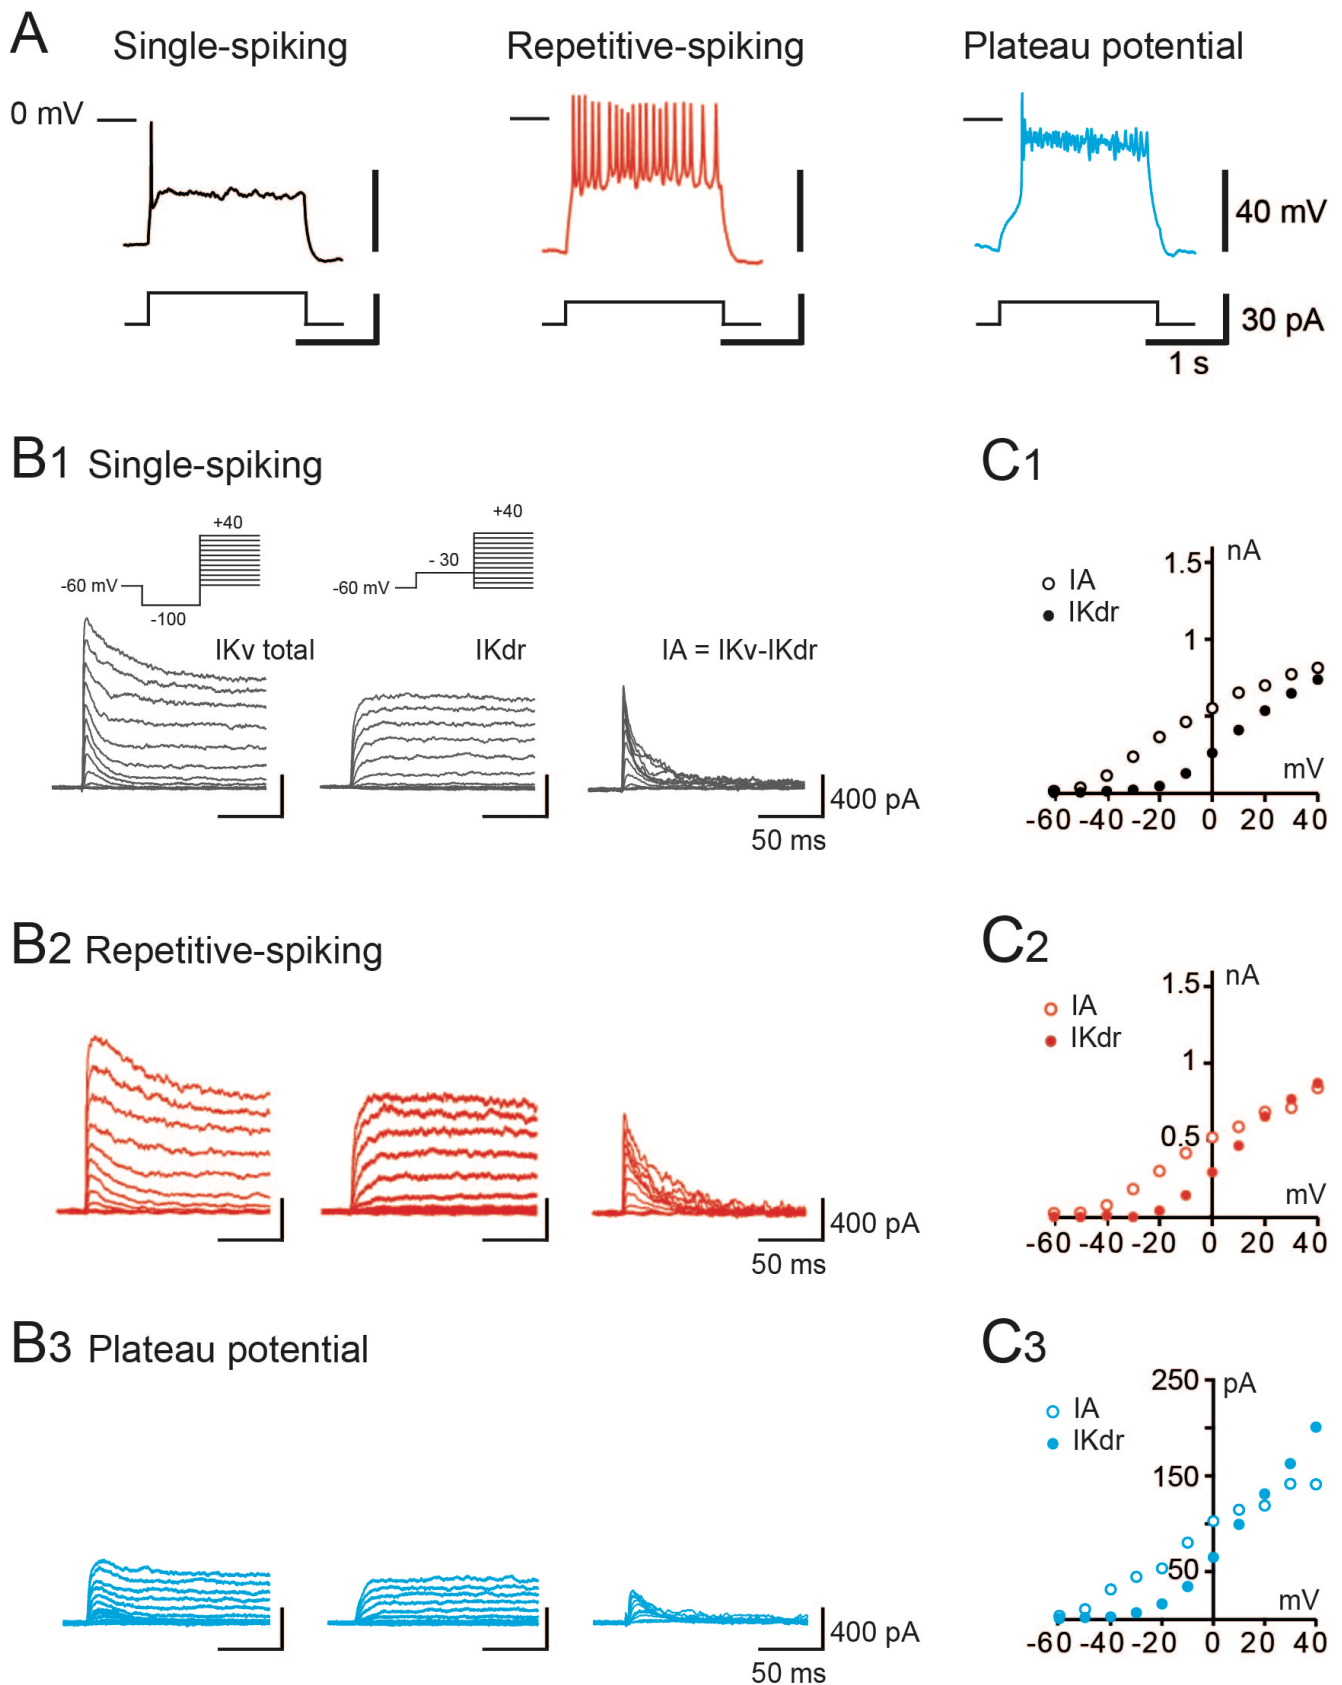 A
Single-spiking
Repetitive-spiking
Plateau potential
0 mV
40 mV
30 pA
1 s
B1 Single-spiking
C1
+40
-60 mV
-100
+40
- 30
-60 mV
IKv total
IKdr
IA = IKv-IKdr
400 pA
50 ms
nA
1.5
IA
1
IKdr
mV
-60 -40 -20 0 20 40
B2 Repetitive-spiking
C2
400 pA
50 ms
nA
1.5
IA
1
IKdr
0.5
mV
-60 -40 -20 0 20 40
B3 Plateau potential
C3
400 pA
50 ms
250 pA
IA
IKdr
150
50
mV
-60 -40 -20 0 20 40